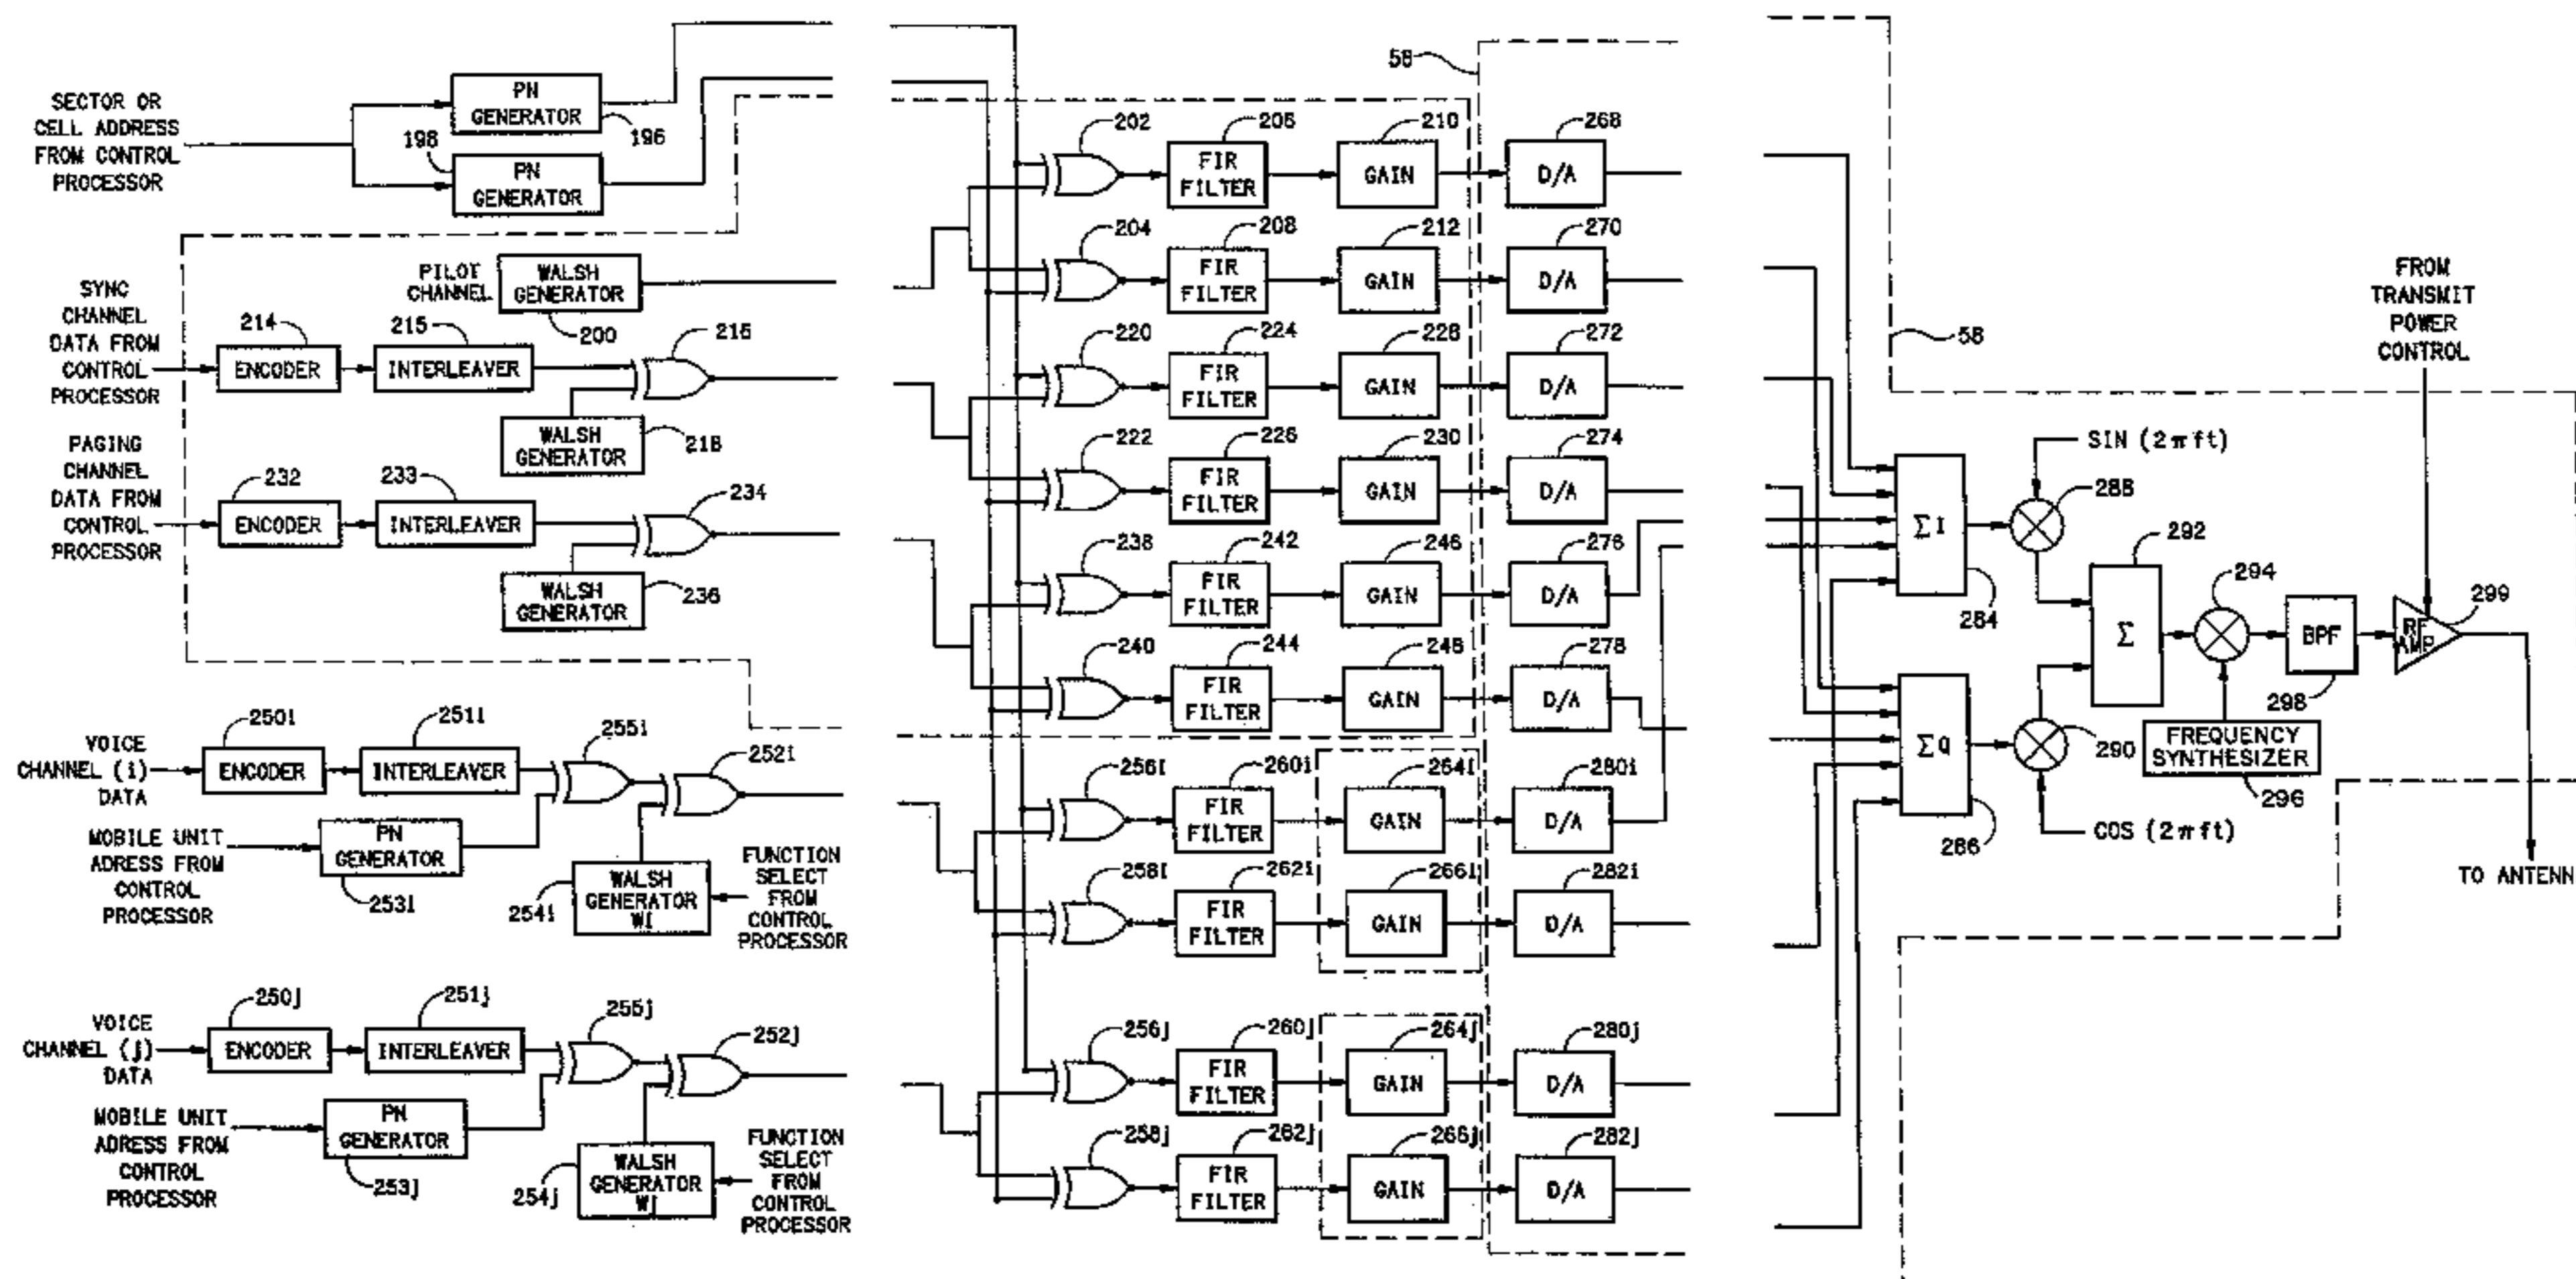 SECTOR OR
CELL ADDRESS
FROM CONTROL
PROCESSOR
PN
GENERATOR
196
198
PN
GENERATOR
PILOT
CHANNEL
WALSH
GENERATOR
200
SYNC
CHANNEL
DATA FROM
CONTROL
PROCESSOR
214
ENCODER
215
INTERLEAVER
216
WALSH
GENERATOR
218
PAGING
CHANNEL
DATA FROM
CONTROL
PROCESSOR
232
ENCODER
233
INTERLEAVER
234
WALSH
GENERATOR
236
VOICE
CHANNEL (i)
DATA
250i
ENCODER
251i
INTERLEAVER
255i
252i
MOBILE UNIT
ADRESS FROM
CONTROL
PROCESSOR
PN
GENERATOR
253i
254i
WALSH
GENERATOR
Wi
FUNCTION
SELECT
FROM
CONTROL
PROCESSOR
VOICE
CHANNEL (j)
DATA
250j
ENCODER
251j
INTERLEAVER
255j
252j
MOBILE UNIT
ADRESS FROM
CONTROL
PROCESSOR
PN
GENERATOR
253j
254j
WALSH
GENERATOR
Wj
FUNCTION
SELECT
FROM
CONTROL
PROCESSOR
58
202
206
FIR
FILTER
210
GAIN
268
D/A
204
208
FIR
FILTER
212
GAIN
270
D/A
220
224
FIR
FILTER
228
GAIN
272
D/A
222
226
FIR
FILTER
230
GAIN
274
D/A
238
242
FIR
FILTER
246
GAIN
276
D/A
240
244
FIR
FILTER
248
GAIN
278
D/A
256i
260i
FIR
FILTER
264i
GAIN
280i
D/A
258i
262i
FIR
FILTER
266i
GAIN
282i
D/A
256j
260j
FIR
FILTER
264j
GAIN
280j
D/A
258j
262j
FIR
FILTER
266j
GAIN
282j
D/A
58
FROM
TRANSMIT
POWER
CONTROL
SIN (2πft)
288
ΣI
284
292
Σ
294
BPF
298
RF
AMP
299
ΣQ
286
290
COS (2πft)
FREQUENCY
SYNTHESIZER
296
TO ANTENN